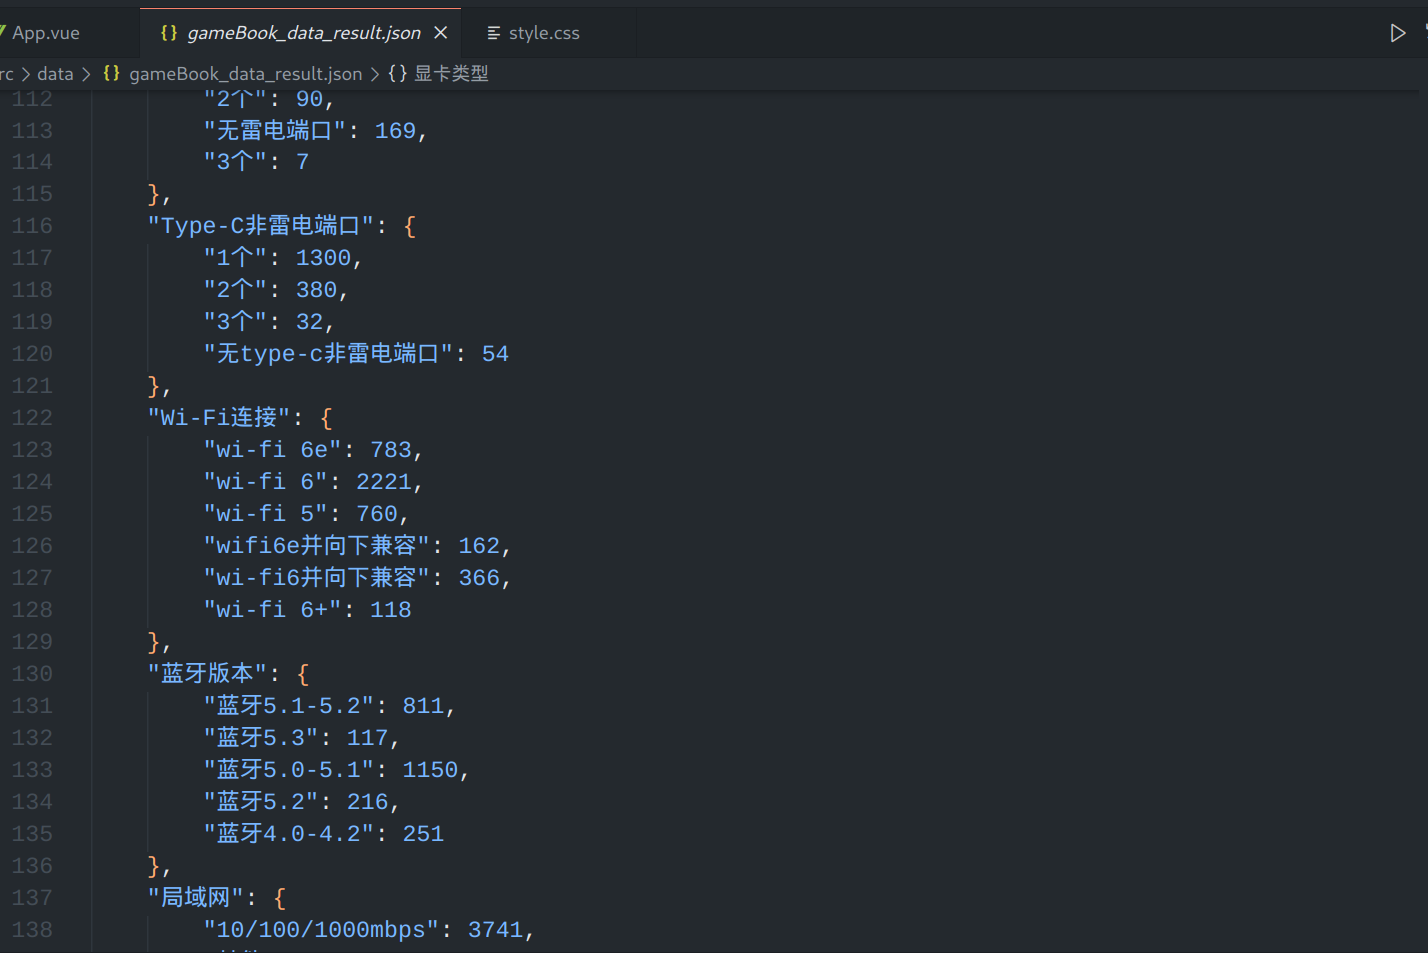 App.vue
{} gameBook_data_result.json
style.css
rc > data > {} gameBook_data_result.json > {} 显卡类型
112 "2个": 90,
113 "无雷电端口": 169,
114 "3个": 7
115 },
116 "Type-C非雷电端口": {
117 "1个": 1300,
118 "2个": 380,
119 "3个": 32,
120 "无type-c非雷电端口": 54
121 },
122 "Wi-Fi连接": {
123 "wi-fi 6e": 783,
124 "wi-fi 6": 2221,
125 "wi-fi 5": 760,
126 "wifi6e并向下兼容": 162,
127 "wi-fi6并向下兼容": 366,
128 "wi-fi 6+": 118
129 },
130 "蓝牙版本": {
131 "蓝牙5.1-5.2": 811,
132 "蓝牙5.3": 117,
133 "蓝牙5.0-5.1": 1150,
134 "蓝牙5.2": 216,
135 "蓝牙4.0-4.2": 251
136 },
137 "局域网": {
138 "10/100/1000mbps": 3741,